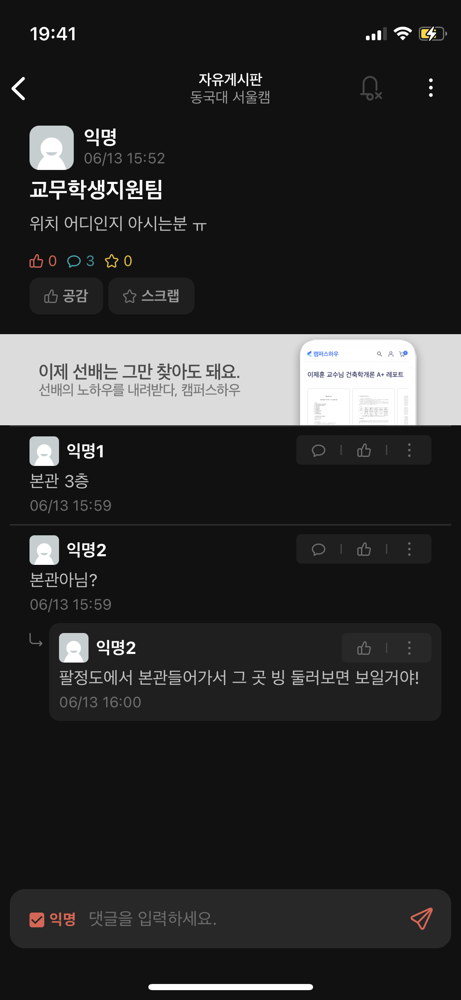 19:41
자유게시판
동국대 서울캠
익명
06/13 15:52
교무학생지원팀
위치 어디인지 아시는분 ㅠ
0 3 0
공감 스크랩
이제 선배는 그만 찾아도 돼요.
선배의 노하우를 내려받다, 캠퍼스하우
캠퍼스하우
1
이제훈 교수님 건축학개론 A+ 레포트
익명1
본관 3층
06/13 15:59
익명2
본관아님?
06/13 15:59
익명2
팔정도에서 본관들어가서 그 곳 빙 둘러보면 보일거야!
06/13 16:00
익명 댓글을 입력하세요.